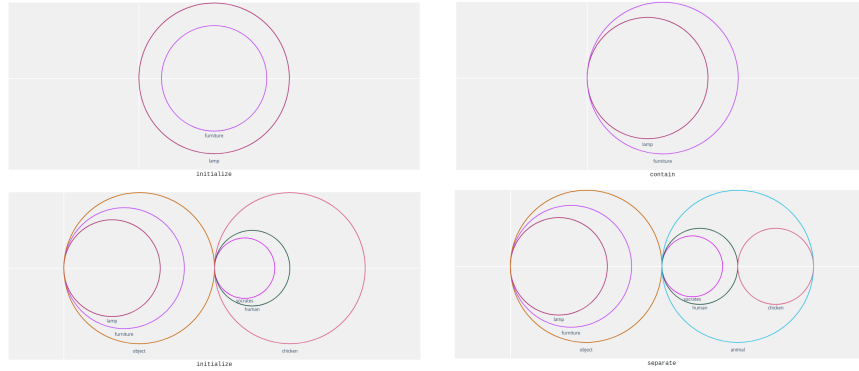 furniture
lamp
initialize
lamp
furniture
contain
socrates
human
lamp
furniture
object
chicken
initialize
socrates
human
chicken
lamp
furniture
object
animal
separate